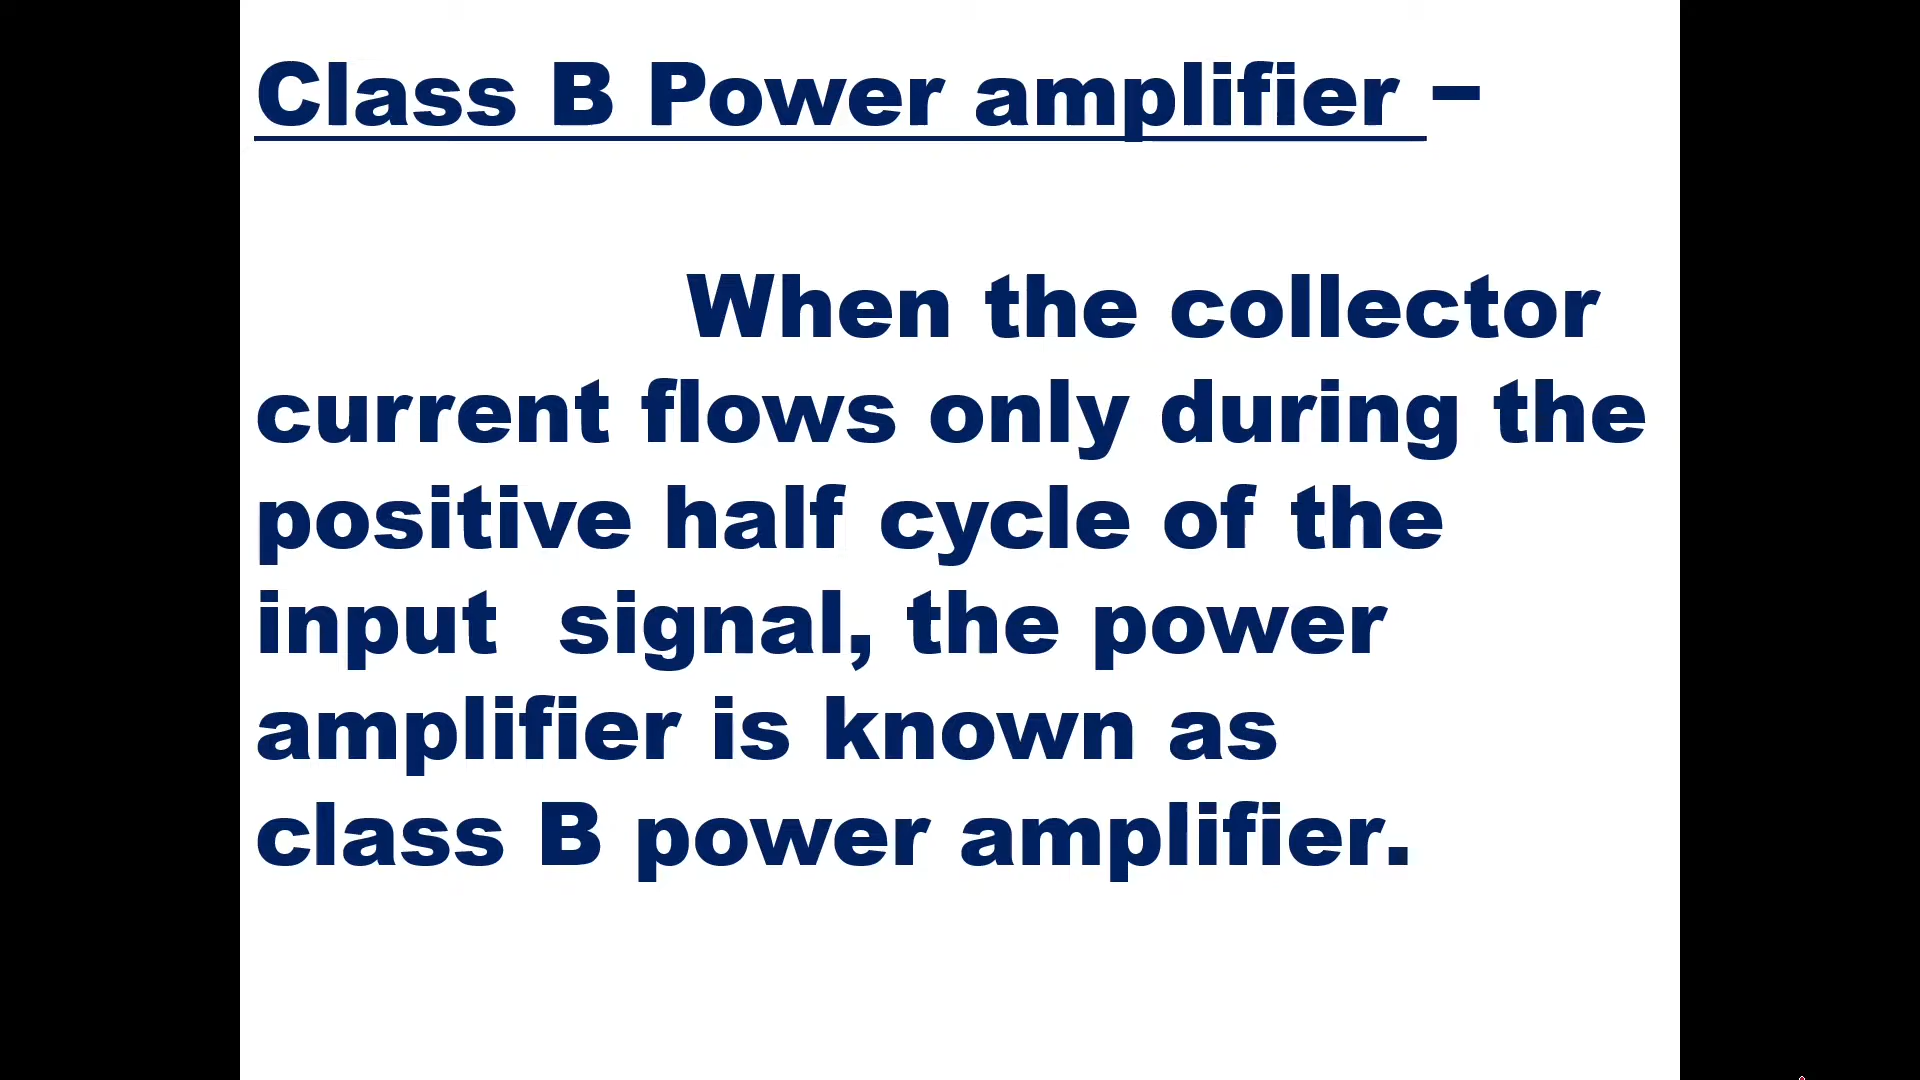 Class B Power amplifier –
When the collector
current flows only during the
positive half cycle of the
input  signal, the power
amplifier is known as
class B power amplifier.